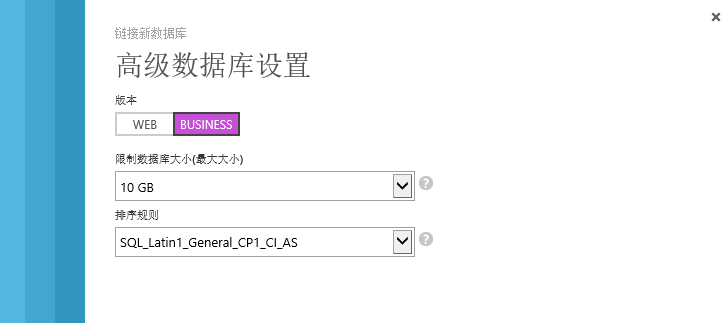 链接新数据库
高级数据库设置
版本
WEB BUSINESS
限制数据库大小(最大大小)
10 GB
排序规则
SQL_Latin1_General_CP1_CI_AS